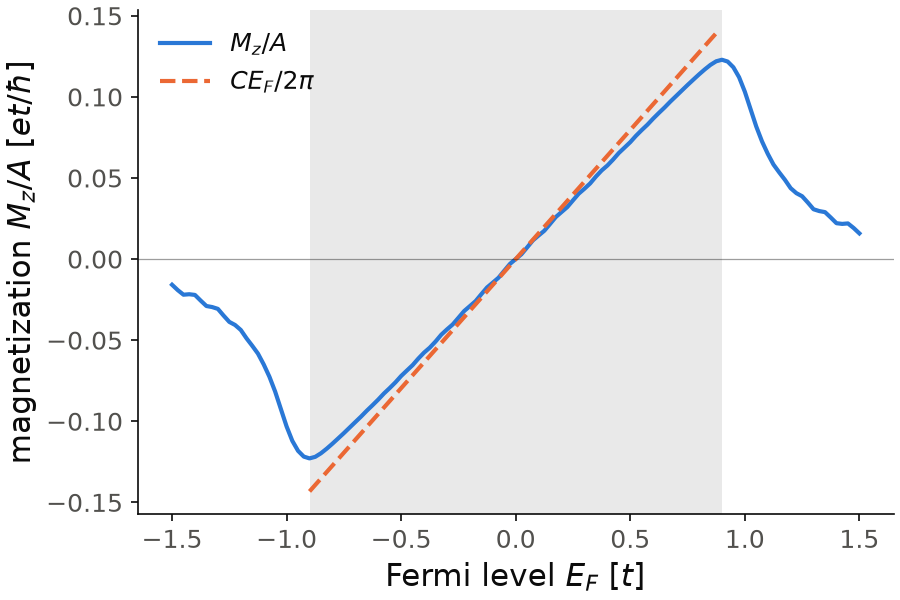 0.15
0.10
0.05
0.00
−0.05
−0.10
−0.15
magnetization M_z/A [et/ħ]
M_z/A
CE_F/2π
−1.5 −1.0 −0.5 0.0 0.5 1.0 1.5
Fermi level E_F [t]